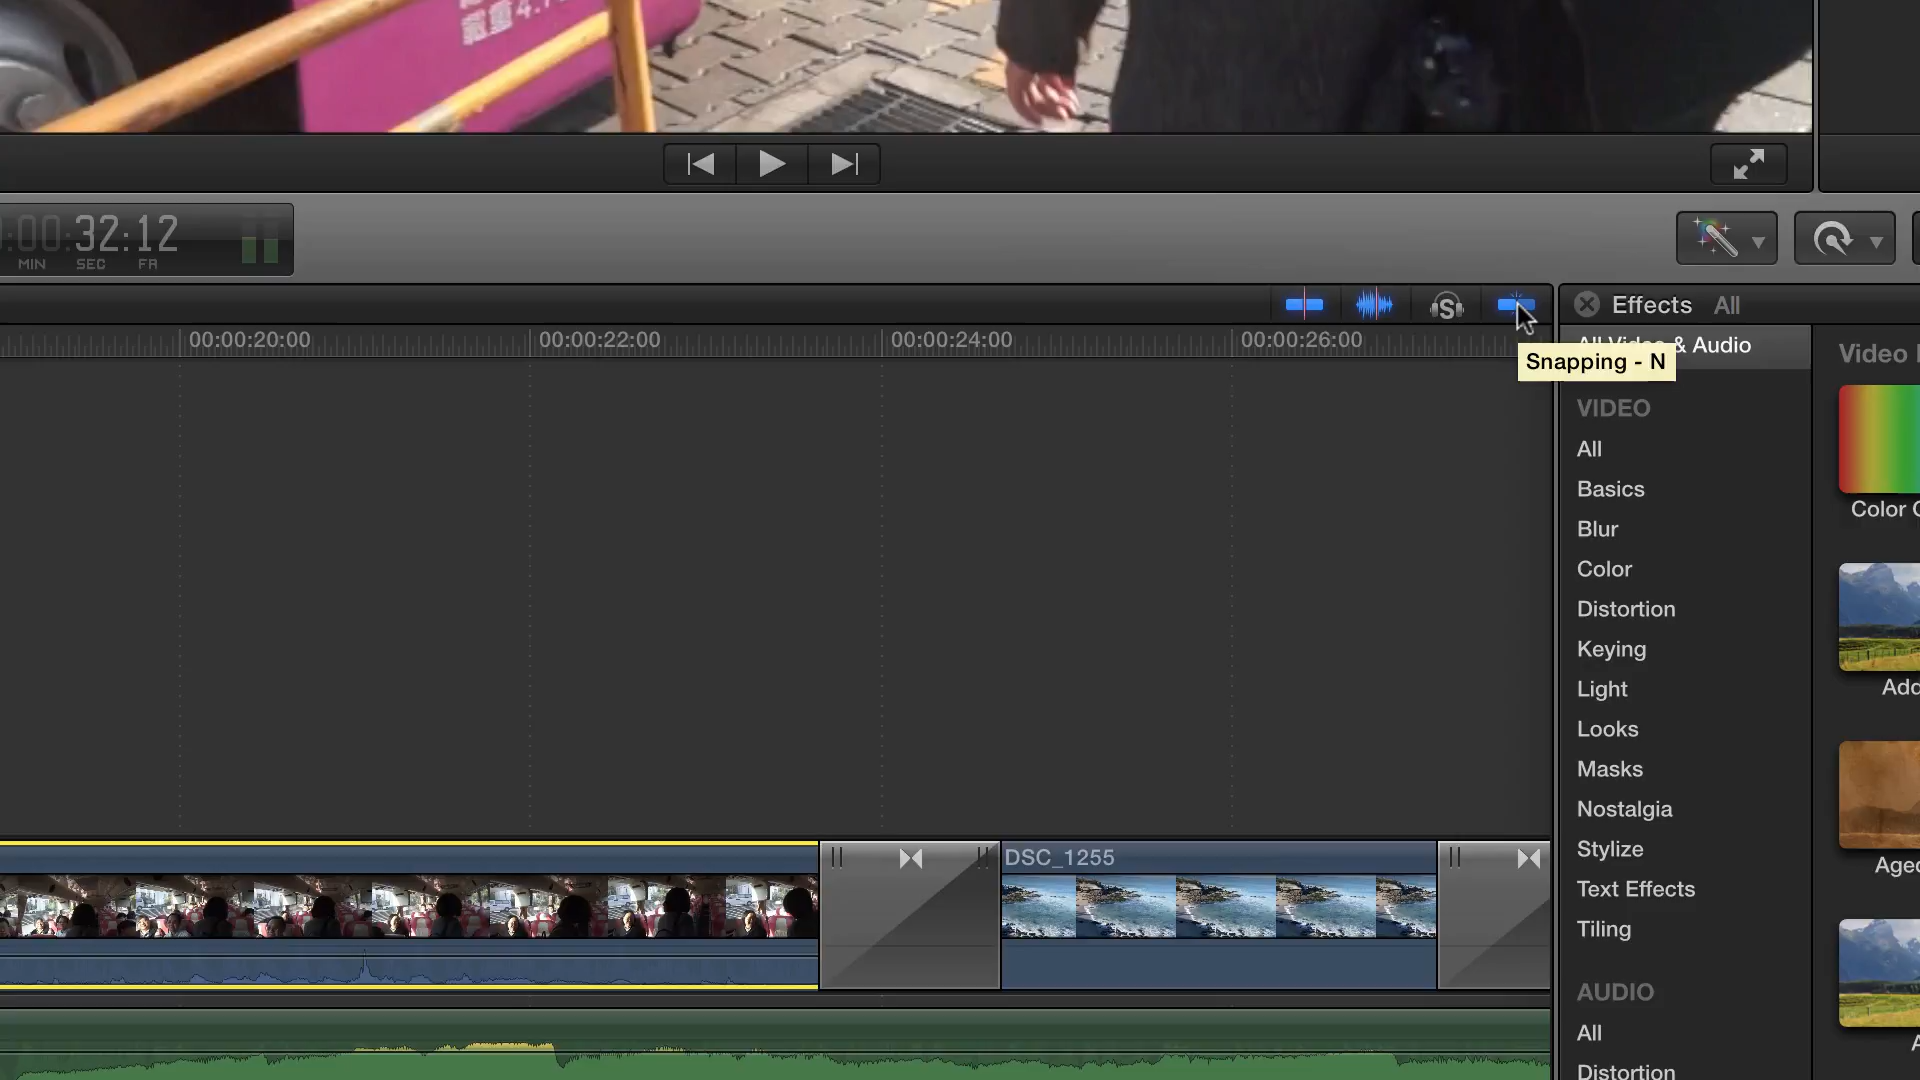 :00:32:12
MIN SEC FR
Effects All
00:00:20:00 00:00:22:00 00:00:24:00 00:00:26:00
All Video & Audio
Snapping - N
Video
VIDEO
All
Basics
Blur
Color
Distortion
Keying
Light
Looks
Masks
Nostalgia
Stylize
Text Effects
Tiling
AUDIO
All
Distortion
Color
DSC_1255